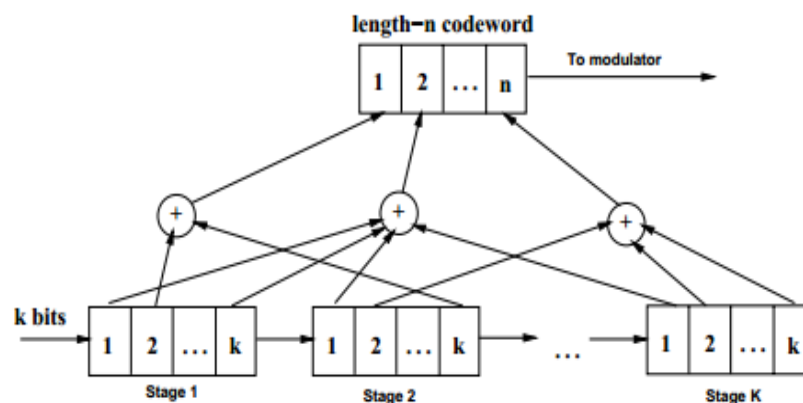 length−n codeword
To modulator
1 2 ... n
+ + +
k bits
1 2 ... k 1 2 ... k ... 1 2 ... k
Stage 1 Stage 2 Stage K